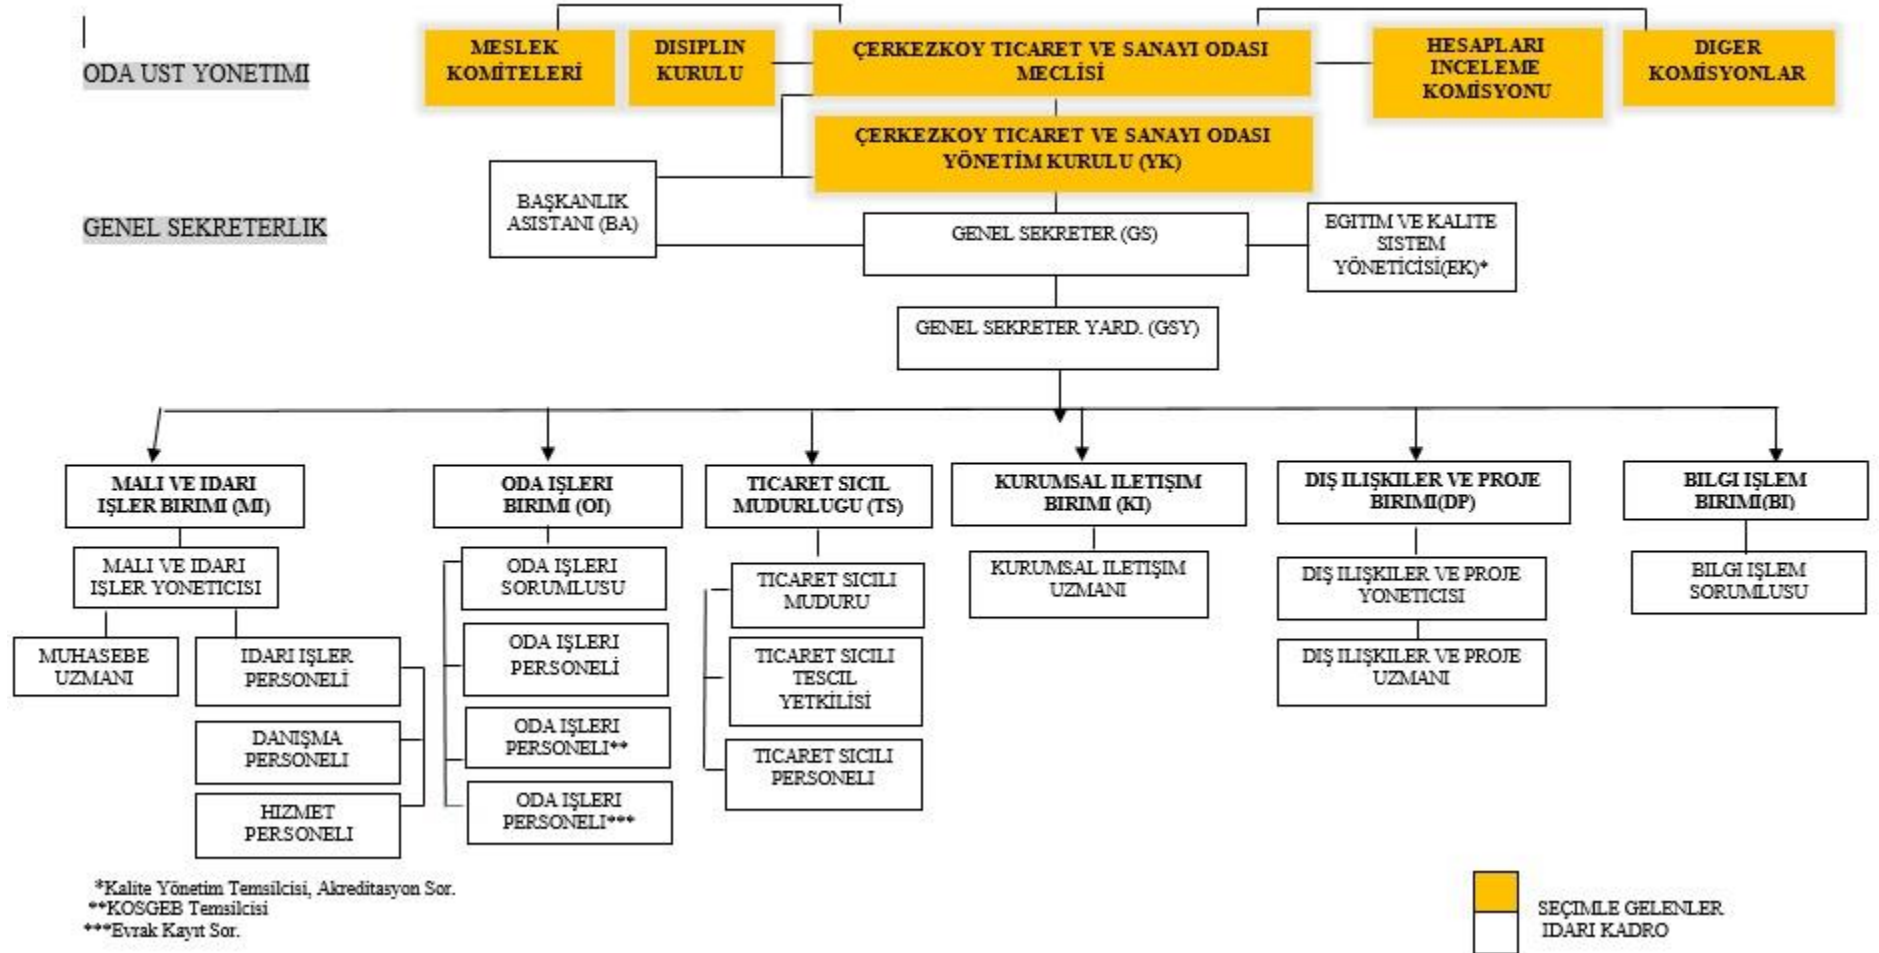 MESLEK
KOMİTELERİ
DISIPLIN
KURULU
ÇERKEZKOY TICARET VE SANAYI ODASI
MECLİSİ
HESAPLARI
INCELEME
KOMİSYONU
DIGER
KOMİSYONLAR
ODA UST YONETIMI
ÇERKEZKOY TICARET VE SANAYI ODASI
YÖNETİM KURULU (YK)
BAŞKANLIK
ASISTANI (BA)
GENEL SEKRETERLIK
GENEL SEKRETER (GS)
EGITIM VE KALITE
SISTEM
YÖNETİCİSİ(EK)*
GENEL SEKRETER YARD. (GSY)
MALI VE IDARI
IŞLER BIRIMI (MI)
ODA IŞLERI
BIRIMI (OI)
TICARET SICIL
MUDURLUGU (TS)
KURUMSAL ILETIŞIM
BIRIMI (KI)
DIŞ ILIŞKILER VE PROJE
BIRIMI(DP)
BILGI IŞLEM
BIRIMI(BI)
MALI VE IDARI
IŞLER YONETICISI
ODA IŞLERI
SORUMLUSU
TICARET SICILI
MUDURU
KURUMSAL ILETIŞIM
UZMANI
DIŞ ILIŞKILER VE PROJE
YONETICISI
BILGI IŞLEM
SORUMLUSU
MUHASEBE
UZMANI
IDARI IŞLER
PERSONELİ
ODA IŞLERI
PERSONELİ
TICARET SICILI
TESCIL
YETKİLİSİ
DIŞ ILIŞKILER VE PROJE
UZMANI
DANIŞMA
PERSONELI
ODA IŞLERI
PERSONELI**
TICARET SICILI
PERSONELI
HIZMET
PERSONELI
ODA IŞLERI
PERSONELI***
*Kalite Yönetim Temsilcisi, Akreditasyon Sor.
**KOSGEB Temsilcisi
***Evrak Kayıt Sor.
SEÇIMLE GELENLER
IDARI KADRO